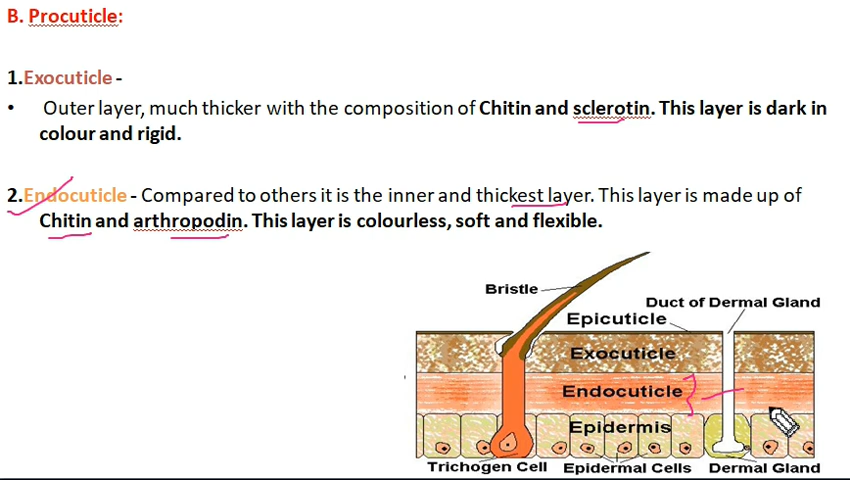 B. Procuticle:
1.Exocuticle -
• Outer layer, much thicker with the composition of Chitin and sclerotin. This layer is dark in
colour and rigid.
2.Endocuticle - Compared to others it is the inner and thickest layer. This layer is made up of
Chitin and arthropodin. This layer is colourless, soft and flexible.
Bristle
Duct of Dermal Gland
Epicuticle
Exocuticle
Endocuticle
Epidermis
Trichogen Cell
Epidermal Cells
Dermal Gland